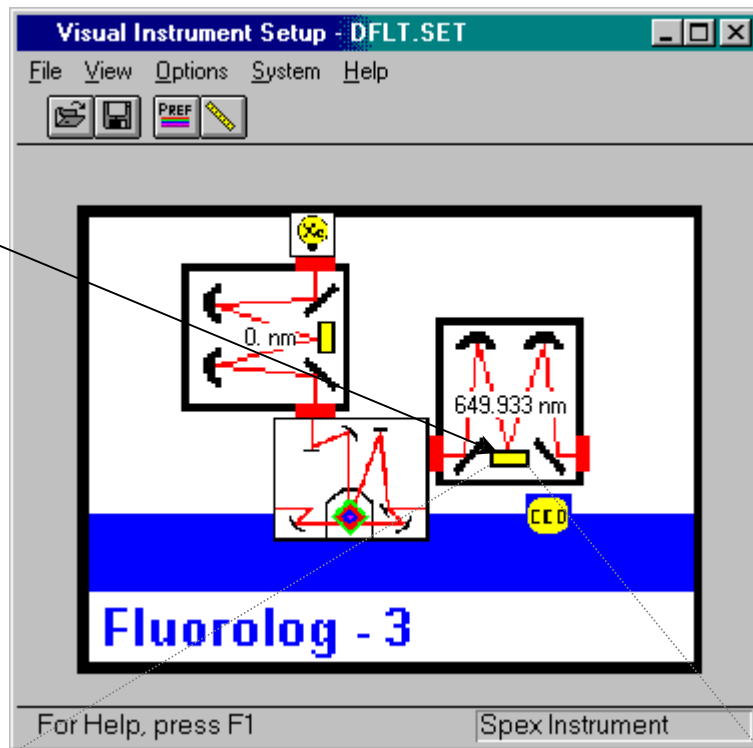 Visual Instrument Setup - DFLT.SET
File View Options System Help
PREF
Xe
0. nm
649.933 nm
CCD
Fluorolog - 3
For Help, press F1
Spex Instrument